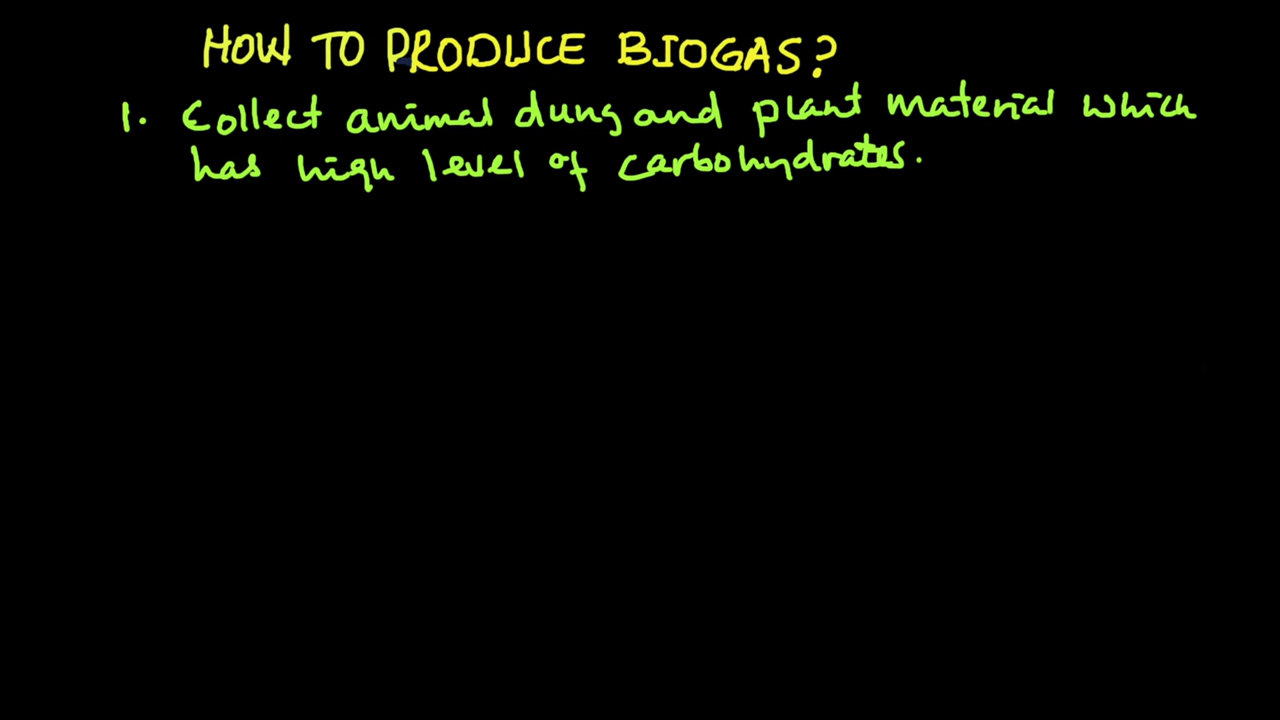 HOW TO PRODUCE BIOGAS?
1. Collect animal dung and plant material which
has high level of carbohydrates.